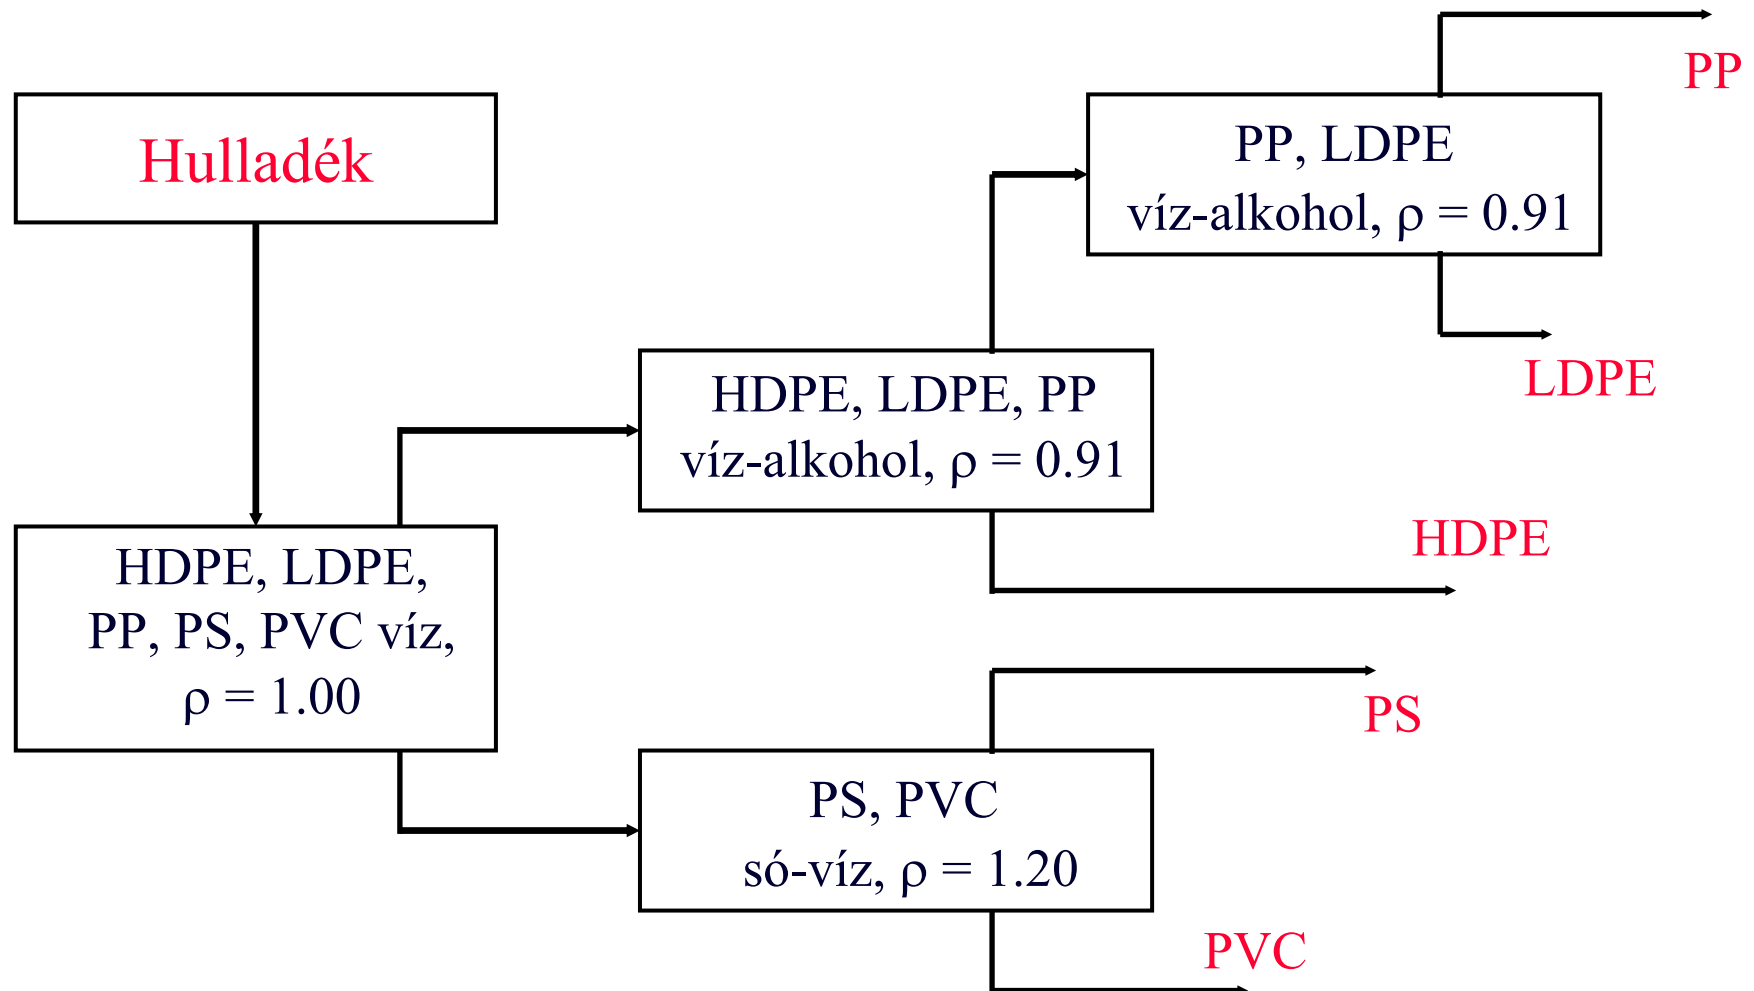 Hulladék
HDPE, LDPE,
PP, PS, PVC víz,
ρ = 1.00
HDPE, LDPE, PP
víz-alkohol, ρ = 0.91
PP, LDPE
víz-alkohol, ρ = 0.91
PP
LDPE
HDPE
PS, PVC
só-víz, ρ = 1.20
PS
PVC